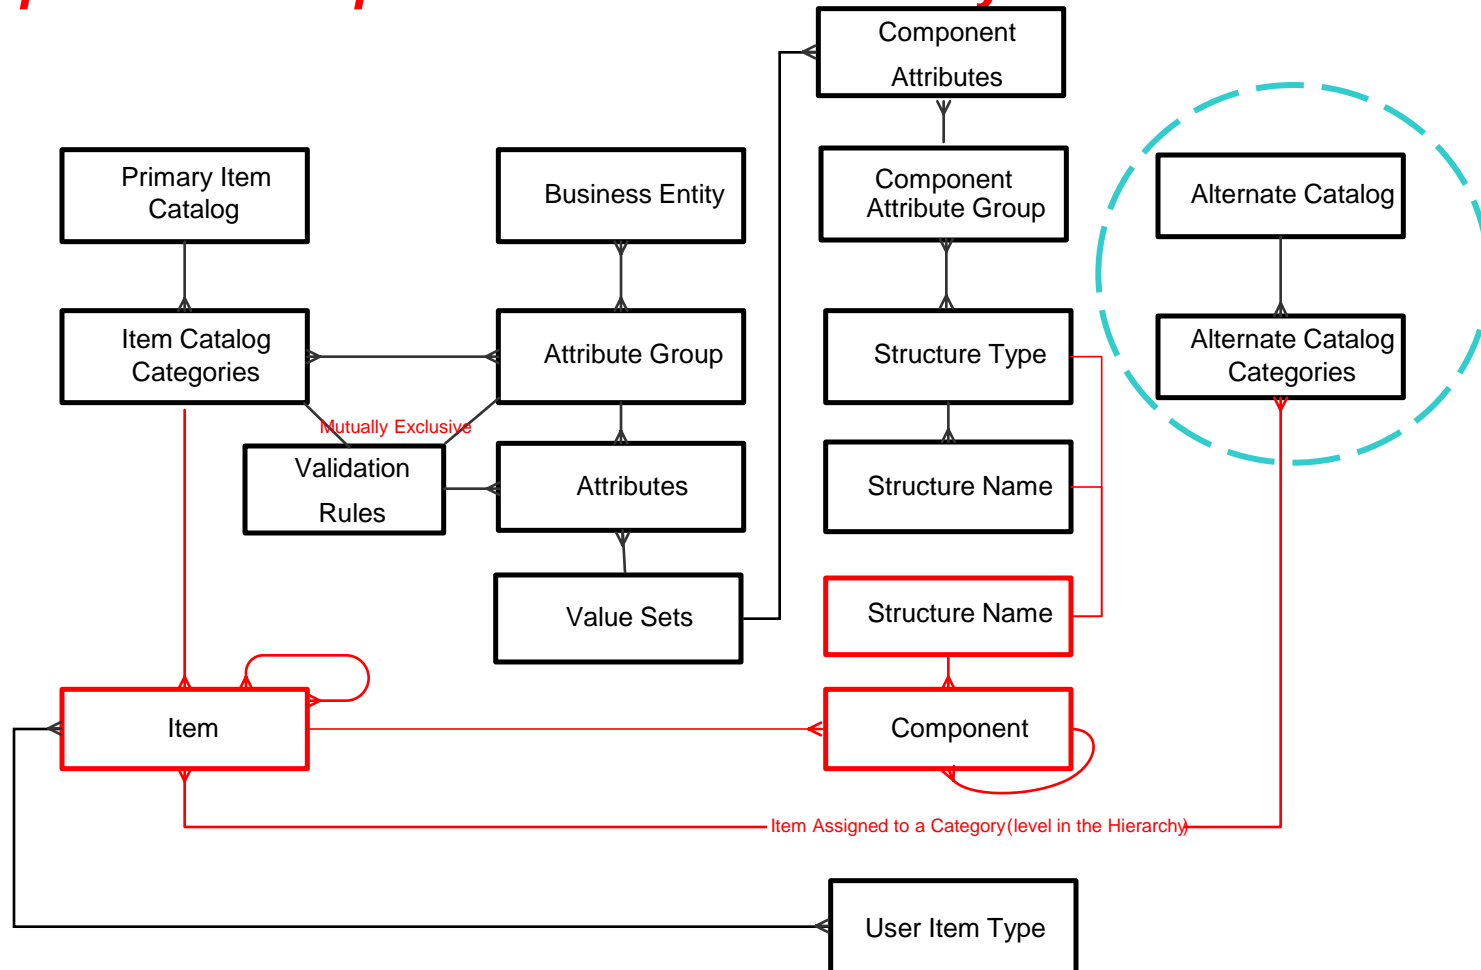 Component
Attributes
Primary Item
Catalog
Business Entity
Component
Attribute Group
Alternate Catalog
Item Catalog
Categories
Attribute Group
Structure Type
Alternate Catalog
Categories
Mutually Exclusive
Validation
Rules
Attributes
Structure Name
Value Sets
Structure Name
Item
Component
Item Assigned to a Category(level in the Hierarchy)
User Item Type